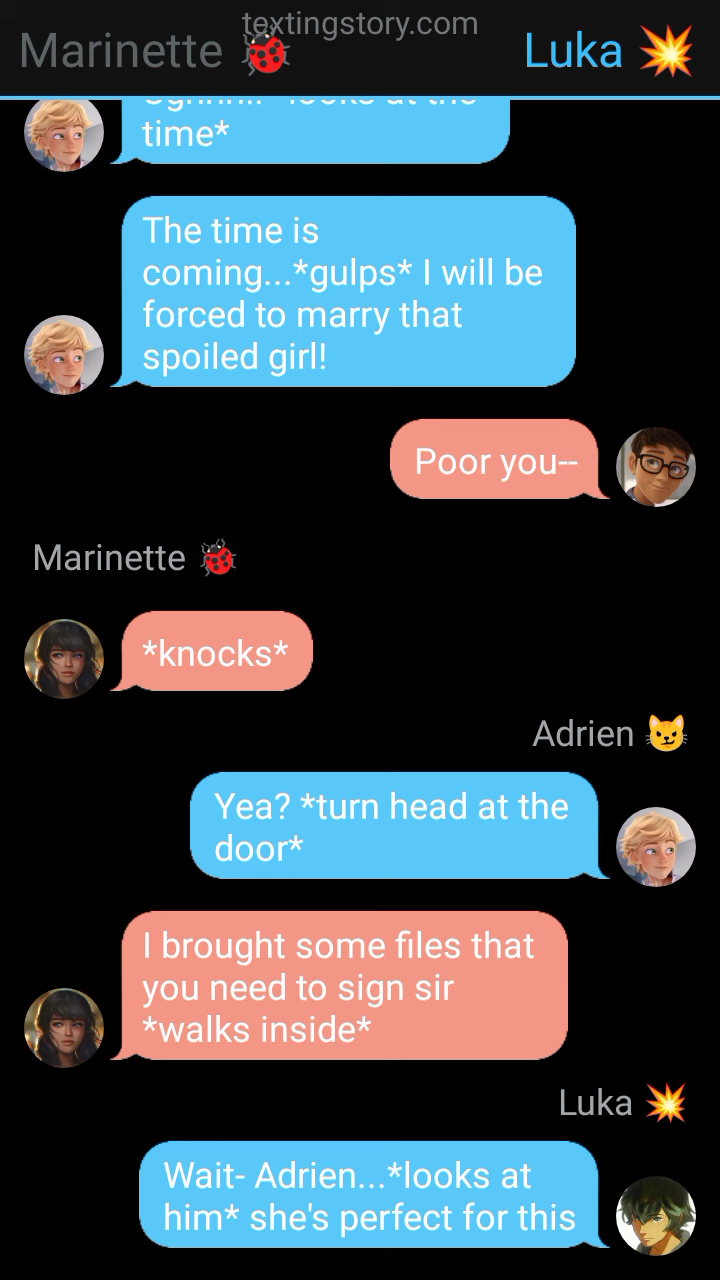 textingstory.com
Marinette 🐞
Luka 💥
time*
The time is
coming...*gulps* I will be
forced to marry that
spoiled girl!
Poor you--
Marinette 🐞
*knocks*
Adrien 😼
Yea? *turn head at the
door*
I brought some files that
you need to sign sir
*walks inside*
Luka 💥
Wait- Adrien...*looks at
him* she's perfect for this